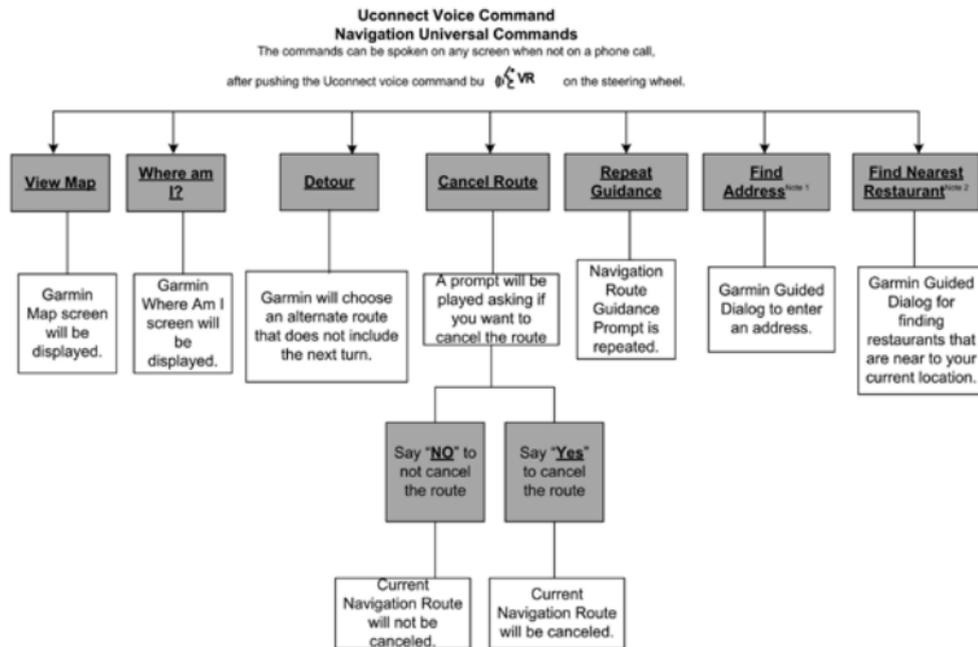 Uconnect Voice Command
Navigation Universal Commands
The commands can be spoken on any screen when not on a phone call,
after pushing the Uconnect voice command bu VR on the steering wheel.
View Map
Where am
I?
Detour
Cancel Route
Repeat
Guidance
Find
Address Note 1
Find Nearest
Restaurant Note 2
Garmin
Map screen
will be
displayed.
Garmin
Where Am I
screen will
be
displayed.
Garmin will choose
an alternate route
that does not include
the next turn.
A prompt will be
played asking if
you want to
cancel the route
Navigation
Route
Guidance
Prompt is
repeated.
Garmin Guided
Dialog to enter
an address.
Garmin Guided
Dialog for
finding
restaurants that
are near to your
current location.
Say "NO" to
not cancel
the route
Say "Yes"
to cancel
the route
Current
Navigation Route
will not be
canceled.
Current
Navigation Route
will be canceled.